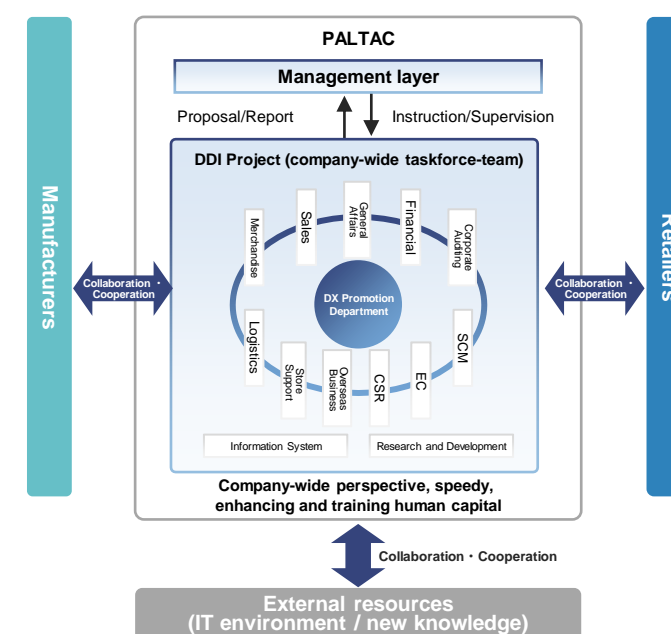 PALTAC
Management layer
Proposal/Report
Instruction/Supervision
DDI Project (company-wide taskforce-team)
Merchandise
Sales
General
Affairs
Financial
Corporate
Auditing
DX Promotion
Department
Logistics
Store
Support
Overseas
Business
CSR
EC
SCM
Information System
Research and Development
Company-wide perspective, speedy,
enhancing and training human capital
Manufacturers
Collaboration・
Cooperation
Collaboration・
Cooperation
Retailers
Collaboration・Cooperation
External resources
(IT environment / new knowledge)